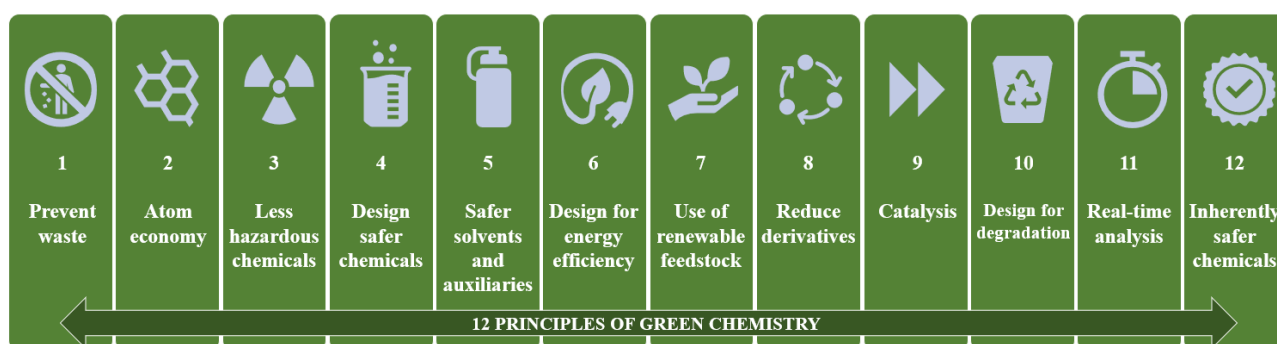 1
Prevent
waste
2
Atom
economy
3
Less
hazardous
chemicals
4
Design
safer
chemicals
5
Safer
solvents
and
auxiliaries
6
Design for
energy
efficiency
7
Use of
renewable
feedstock
8
Reduce
derivatives
9
Catalysis
10
Design for
degradation
11
Real-time
analysis
12
Inherently
safer
chemicals
12 PRINCIPLES OF GREEN CHEMISTRY